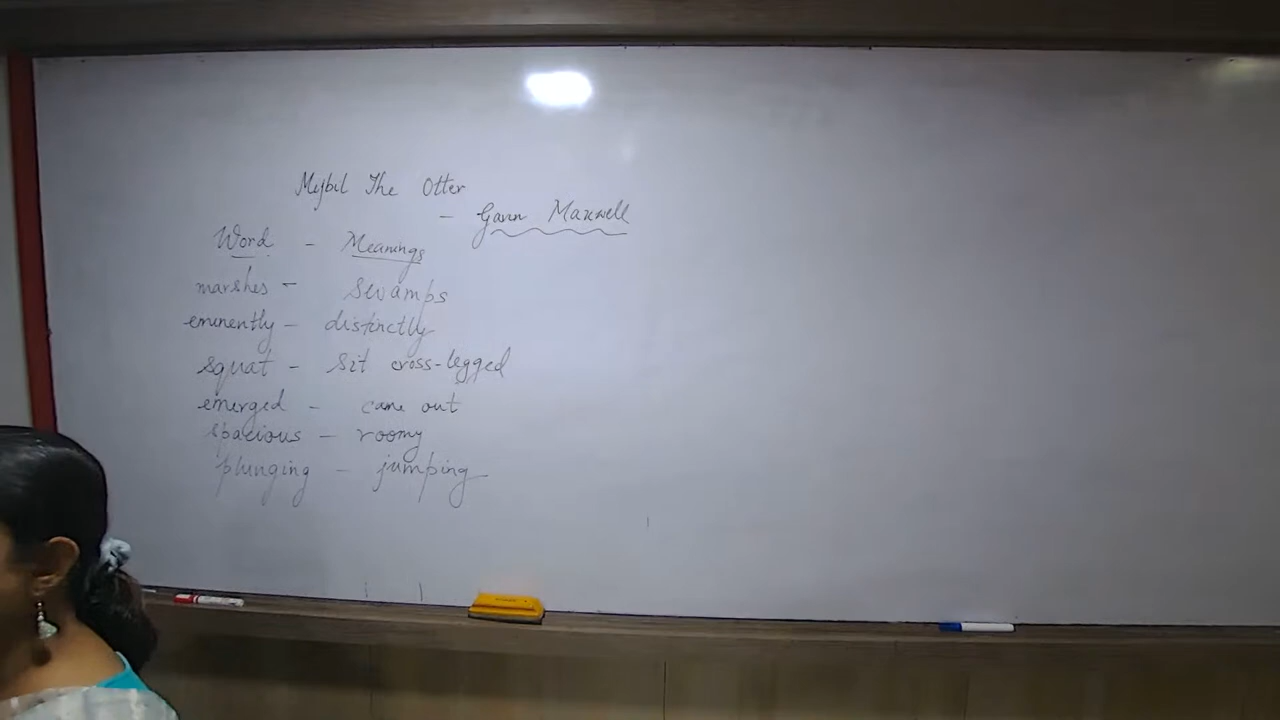 Mijbil The Otter
- Gavin Maxwell
Word - Meanings
marshes - swamps
eminently - distinctly
squat - sit cross-legged
emerged - came out
spacious - roomy
plunging - jumping